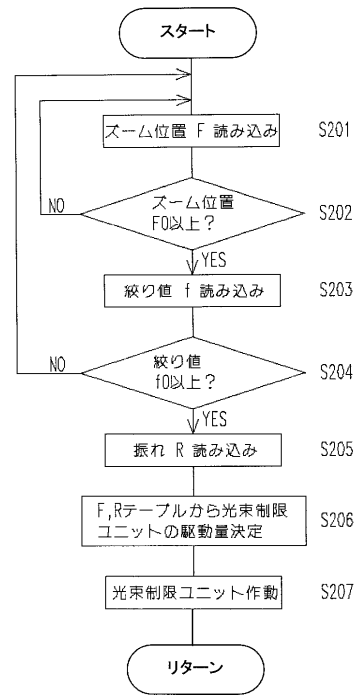 スタート
ズーム位置 F 読み込み
S201
ズーム位置
F0以上?
S202
NO
YES
絞り値 f 読み込み
S203
絞り値
f0以上?
S204
NO
YES
振れ R 読み込み
S205
F,Rテーブルから光束制限
ユニットの駆動量決定
S206
光束制限ユニット作動
S207
リターン